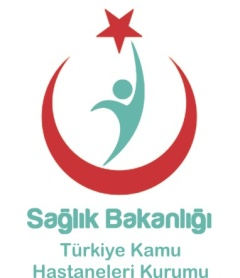 Sağlık Bakanlığı
Türkiye Kamu
Hastaneleri Kurumu